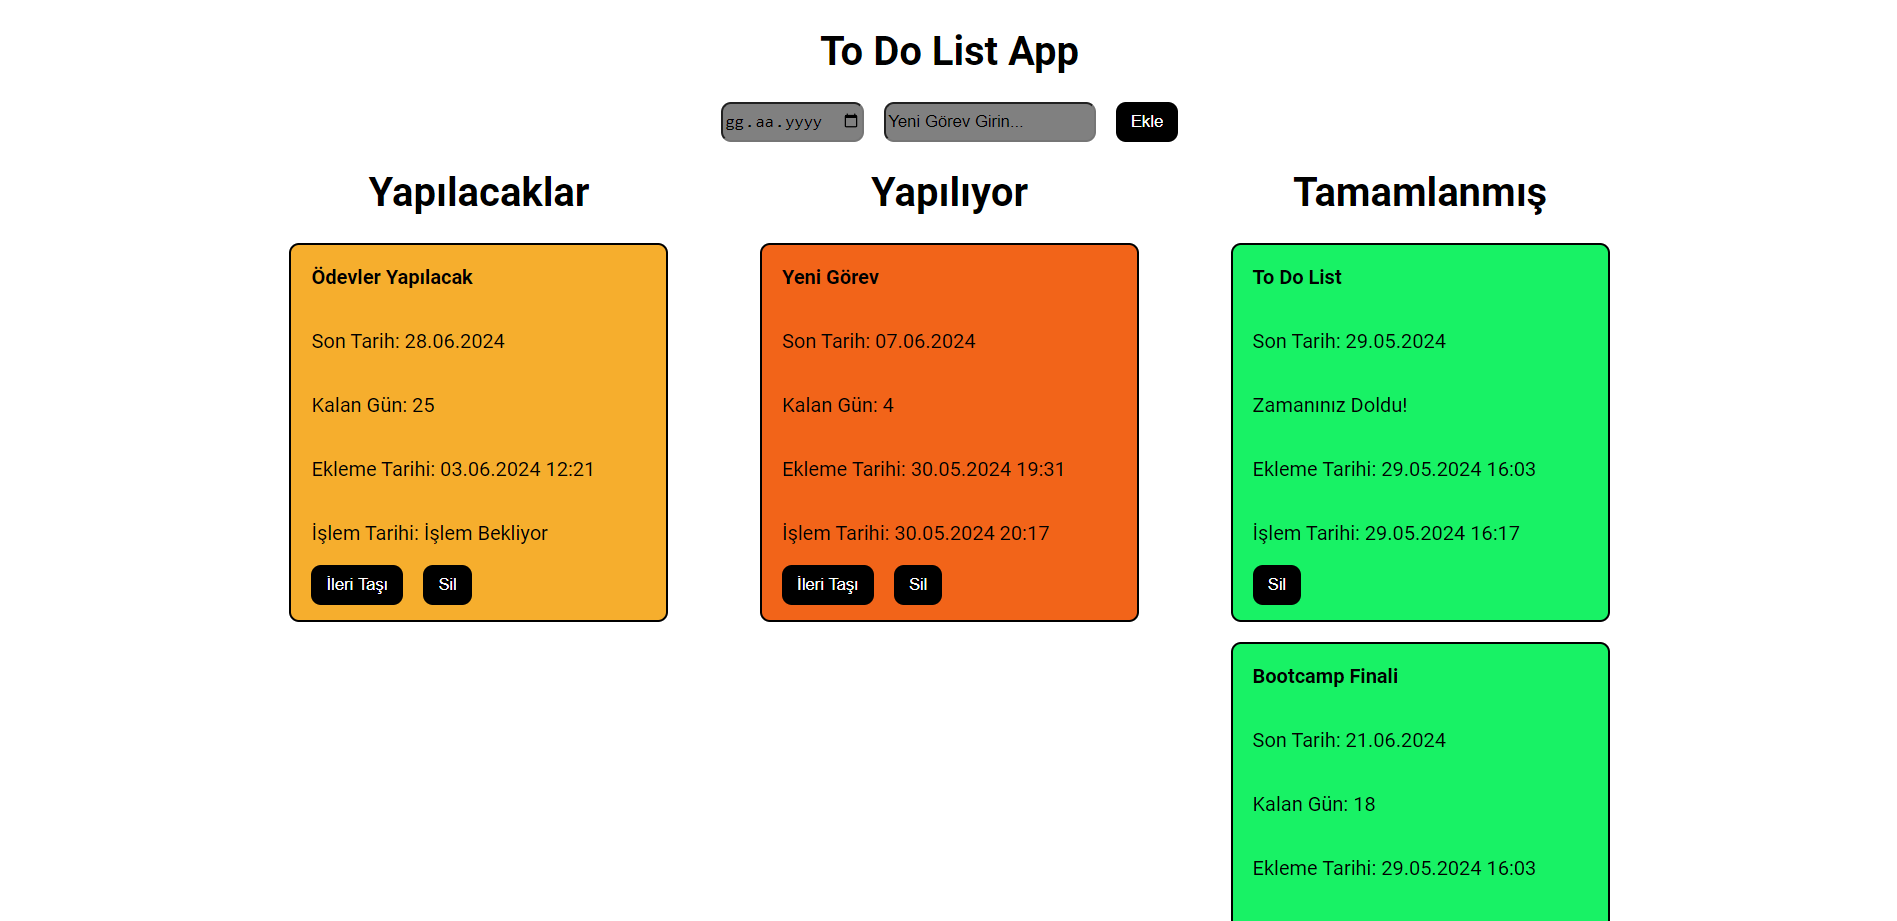 To Do List App
gg.aa.yyyy
Yeni Görev Girin...
Ekle
Yapılacaklar
Ödevler Yapılacak
Son Tarih: 28.06.2024
Kalan Gün: 25
Ekleme Tarihi: 03.06.2024 12:21
İşlem Tarihi: İşlem Bekliyor
İleri Taşı
Sil
Yapılıyor
Yeni Görev
Son Tarih: 07.06.2024
Kalan Gün: 4
Ekleme Tarihi: 30.05.2024 19:31
İşlem Tarihi: 30.05.2024 20:17
İleri Taşı
Sil
Tamamlanmış
To Do List
Son Tarih: 29.05.2024
Zamanınız Doldu!
Ekleme Tarihi: 29.05.2024 16:03
İşlem Tarihi: 29.05.2024 16:17
Sil
Bootcamp Finali
Son Tarih: 21.06.2024
Kalan Gün: 18
Ekleme Tarihi: 29.05.2024 16:03